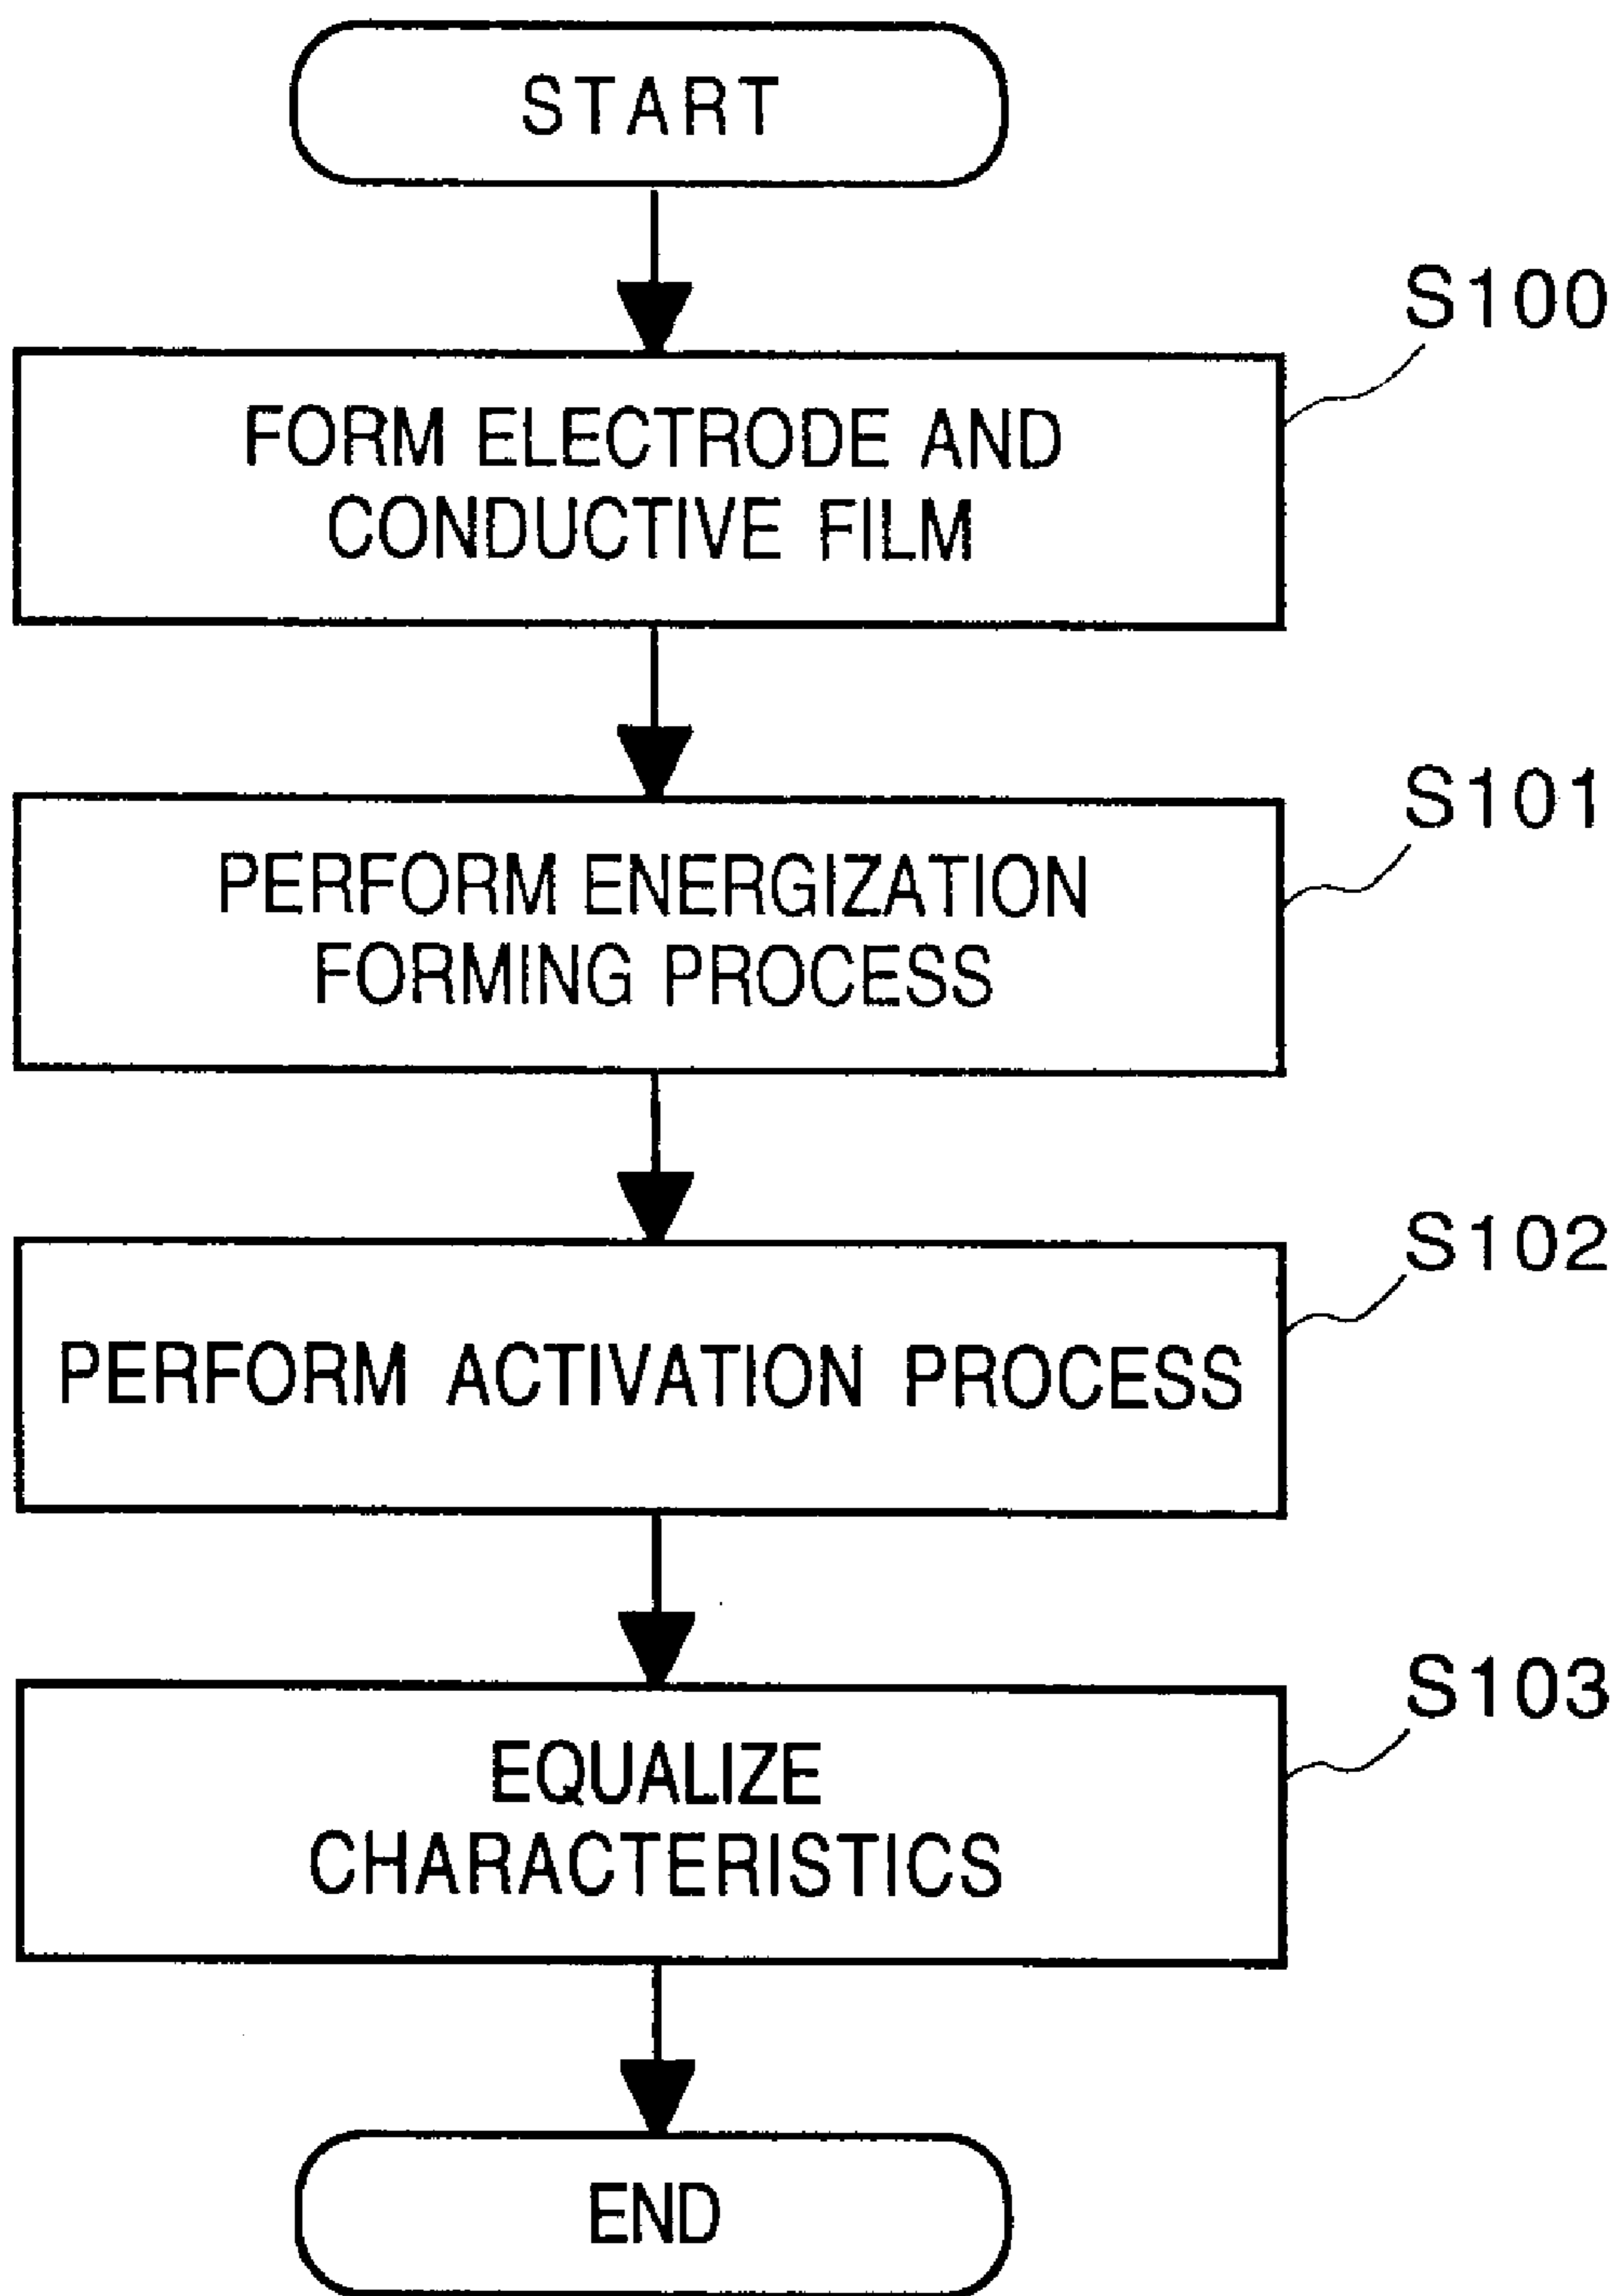 START
S100
FORM ELECTRODE AND
CONDUCTIVE FILM
S101
PERFORM ENERGIZATION
FORMING PROCESS
S102
PERFORM ACTIVATION PROCESS
S103
EQUALIZE
CHARACTERISTICS
END